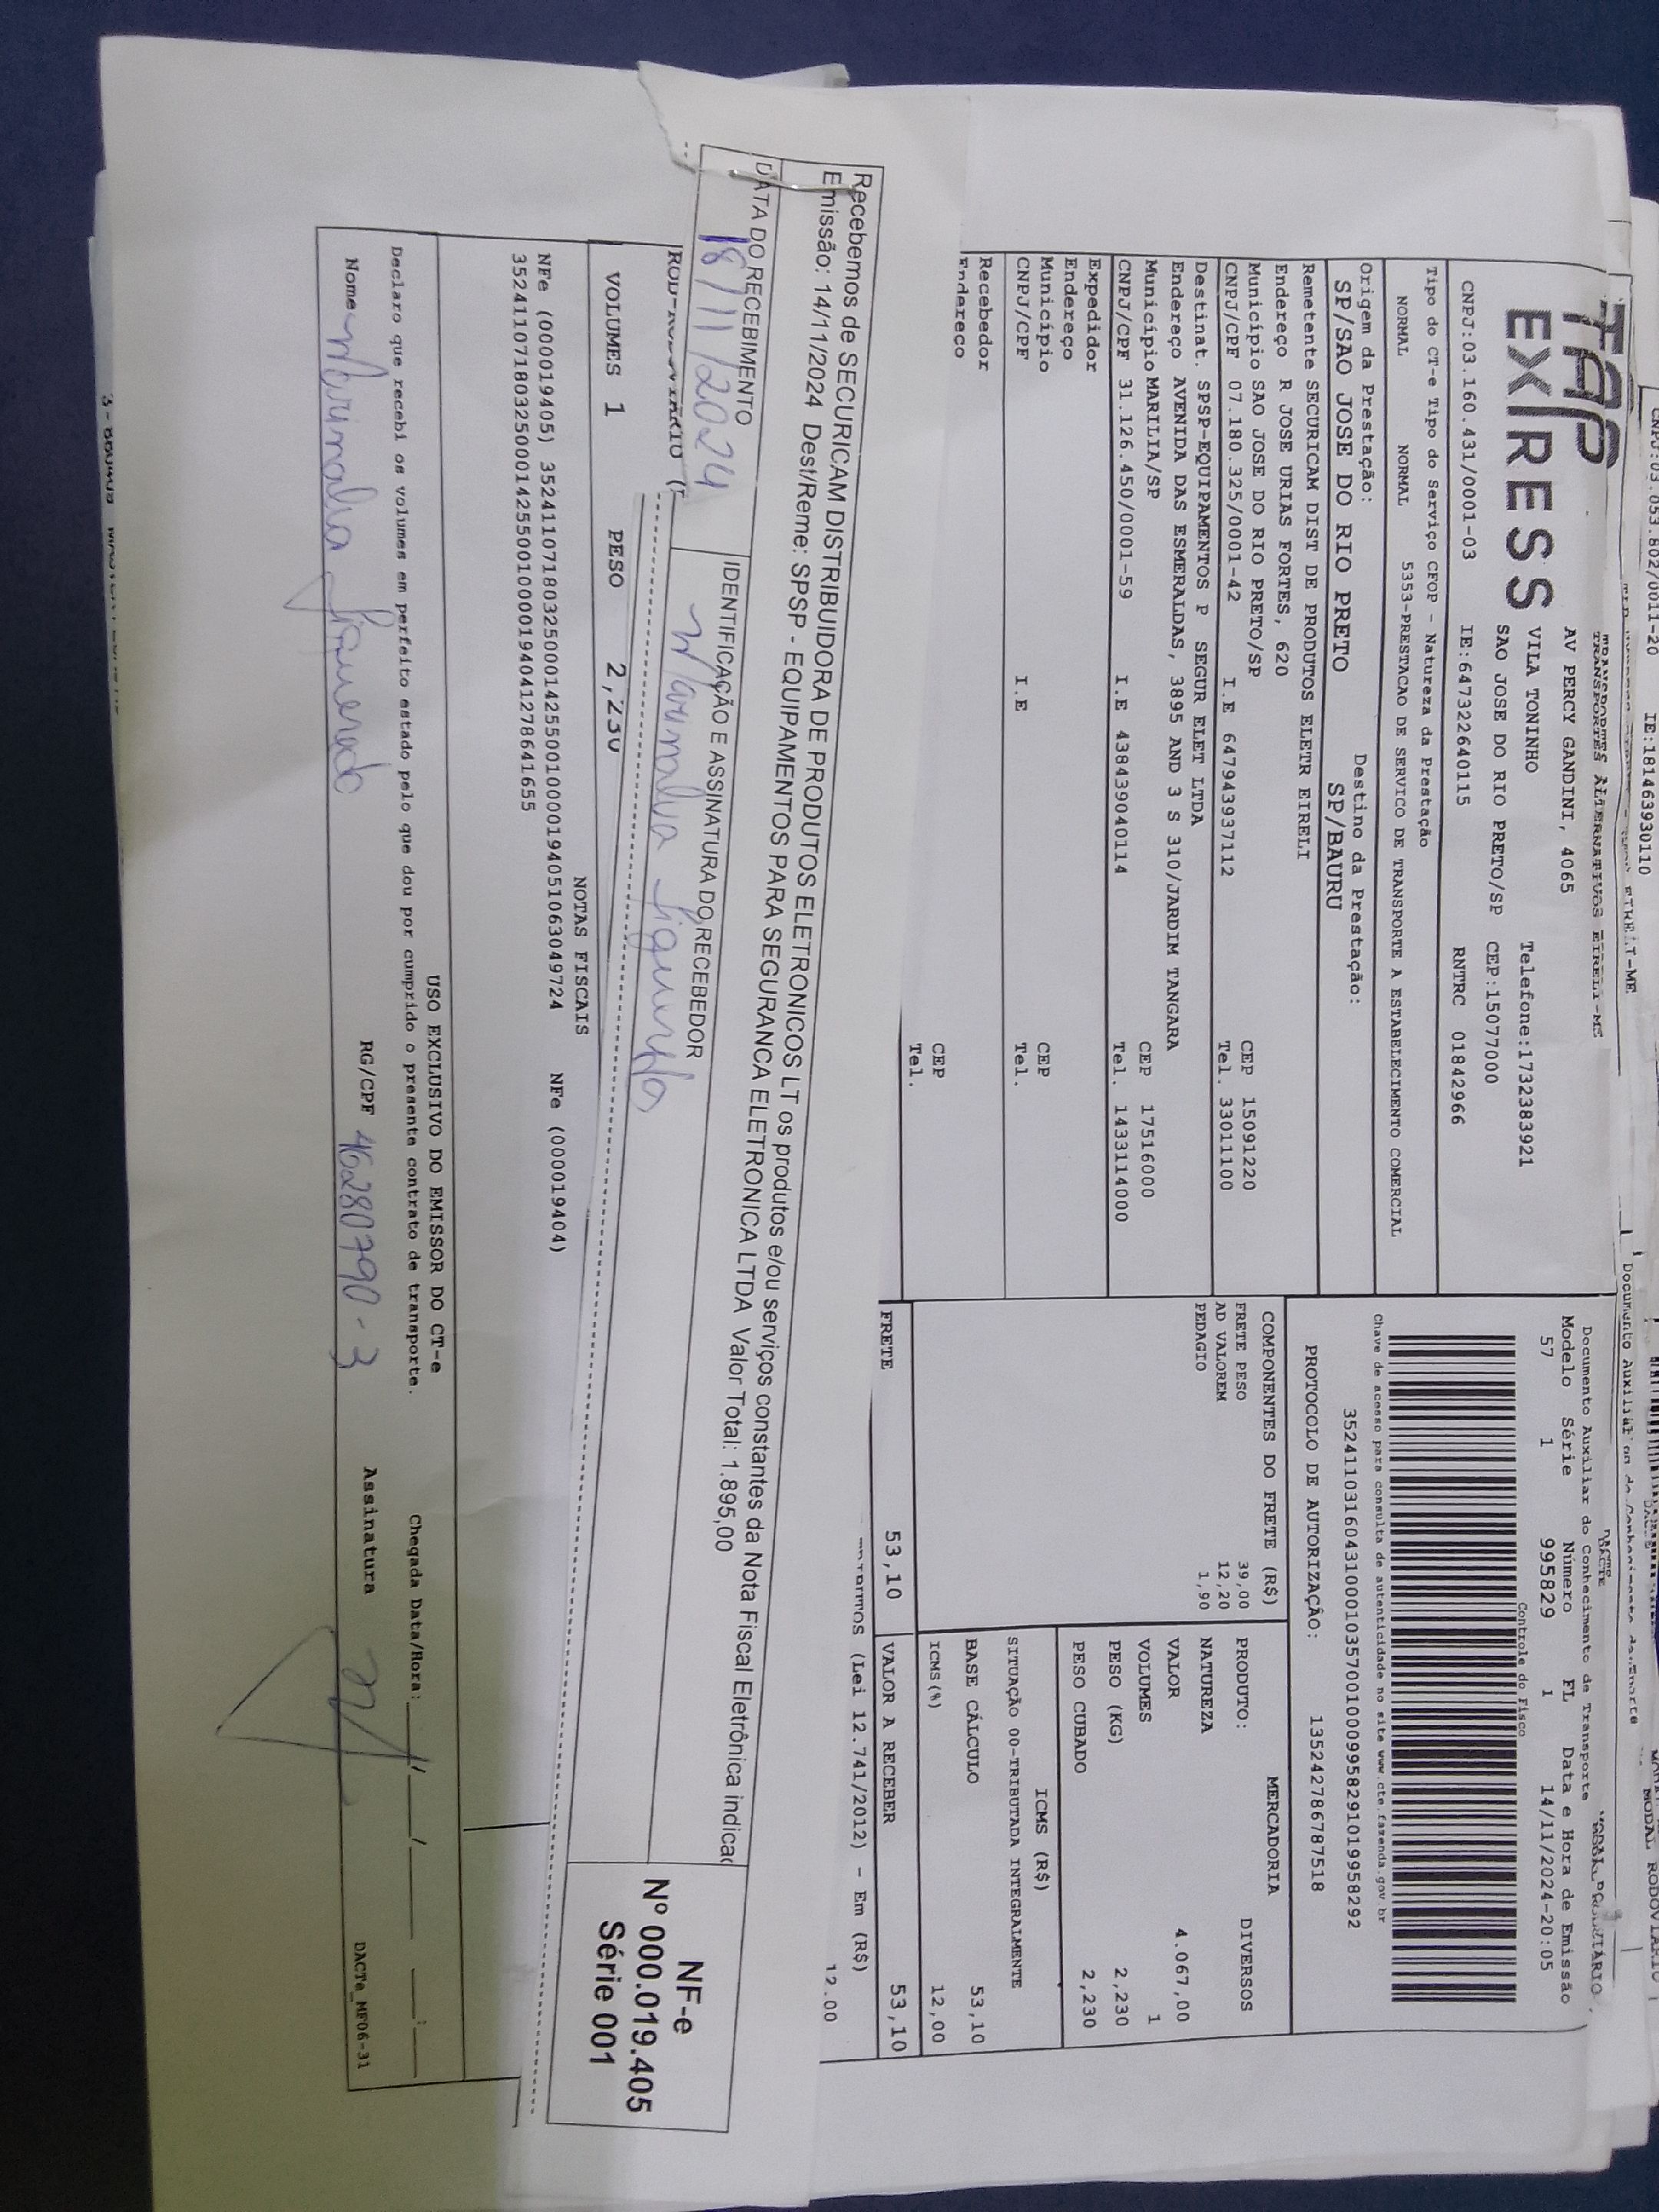 CNPJ:03.053.802/0011-20 IE:181463930110
TAP
EXPRESS
TRANSPORTES ALTERNATIVOS EIRELI-ME
AV PERCY GANDINI, 4065
VILA TONINHO Telefone:1732383921
SAO JOSE DO RIO PRETO/SP CEP:15077000
CNPJ:03.160.431/0001-03 IE:647322640115 RNTRC 01842966
Tipo do CT-e Tipo do Serviço CFOP - Natureza da Prestação
NORMAL NORMAL 5353-PRESTACAO DE SERVICO DE TRANSPORTE A ESTABELECIMENTO COMERCIAL
Origem da Prestação: Destino da Prestação:
SP/SAO JOSE DO RIO PRETO SP/BAURU
Remetente SECURICAM DIST DE PRODUTOS ELETR EIRELI
Endereço R JOSE URIAS FORTES, 620
Município SAO JOSE DO RIO PRETO/SP CEP 15091220
CNPJ/CPF 07.180.325/0001-42 I.E 647943937112 Tel. 33011100
Destinat. SPSP-EQUIPAMENTOS P SEGUR ELET LTDA
Endereço AVENIDA DAS ESMERALDAS, 3895 AND 3 S 310/JARDIM TANGARA
Município MARILIA/SP CEP 17516000
CNPJ/CPF 31.126.450/0001-59 I.E 438439040114 Tel. 1433114000
Expedidor
Endereço
Município CEP
CNPJ/CPF I.E Tel.
Recebedor
Endereço CEP
Tel.
Documento Auxiliar do Conhecimento de Transporte
Modelo Série Número FL Data e Hora de Emissão
57 1 995829 1 14/11/2024-20:05
Controle do Fisco
Chave de acesso para consulta de autenticidade no site www.cte.fazenda.gov.br
35241103160431000103570010009958291019958292
PROTOCOLO DE AUTORIZAÇÃO: 135242786787518
COMPONENTES DO FRETE (R$)
FRETE PESO 39,00
AD VALOREM 12,20
PEDAGIO 1,90
MERCADORIA
PRODUTO: DIVERSOS
NATUREZA
VALOR 4.067,00
VOLUMES 1
PESO (KG) 2,230
PESO CUBADO 2,230
ICMS (R$)
SITUAÇÃO 00-TRIBUTADA INTEGRALMENTE
BASE CÁLCULO 53,10
ICMS(%) 12,00
FRETE 53,10 VALOR A RECEBER 53,10
(Lei 12.741/2012) - Em (R$)
12.00
Recebemos de SECURICAM DISTRIBUIDORA DE PRODUTOS ELETRONICOS LT os produtos e/ou serviços constantes da Nota Fiscal Eletrônica indicad
Emissão: 14/11/2024 Dest/Reme: SPSP - EQUIPAMENTOS PARA SEGURANCA ELETRONICA LTDA Valor Total: 1.895,00
DATA DO RECEBIMENTO IDENTIFICAÇÃO E ASSINATURA DO RECEBEDOR
18/11/2024
NF-e
Nº 000.019.405
Série 001
VOLUMES 1 PESO 2,230
NOTAS FISCAIS
NFe (000019405) 35241107180325000142550010000194051063049724 NFe (000019404)
35241107180325000142550010000194041278641655
USO EXCLUSIVO DO EMISSOR DO CT-e
Declaro que recebi os volumes em perfeito estado pelo que dou por cumprido o presente contrato de transporte. Chegada Data/Hora: / / :
Nome RG/CPF 46280790-3 Assinatura
DACTe_MF06-31